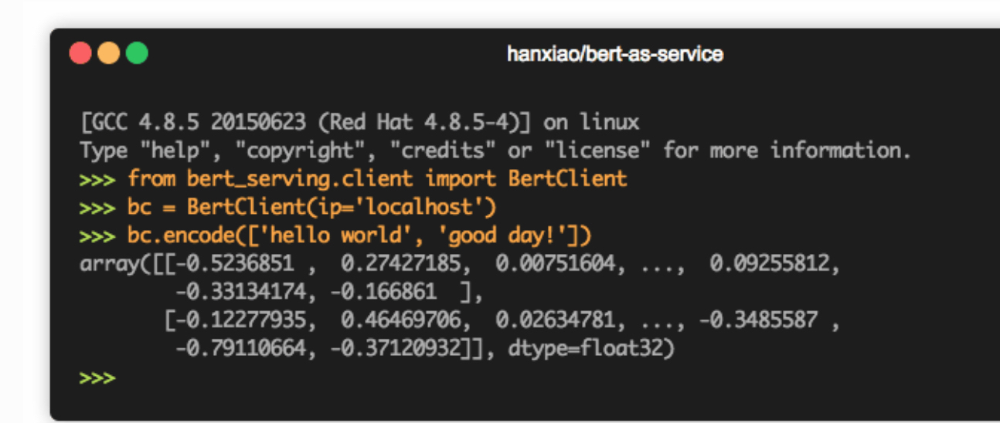 hanxiao/bert-as-service
[GCC 4.8.5 20150623 (Red Hat 4.8.5-4)] on linux
Type "help", "copyright", "credits" or "license" for more information.
>>> from bert_serving.client import BertClient
>>> bc = BertClient(ip='localhost')
>>> bc.encode(['hello world', 'good day!'])
array([[-0.5236851 ,  0.27427185,  0.00751604, ...,  0.09255812,
        -0.33134174, -0.166861  ],
       [-0.12277935,  0.46469706,  0.02634781, ..., -0.3485587 ,
        -0.79110664, -0.37120932]], dtype=float32)
>>>